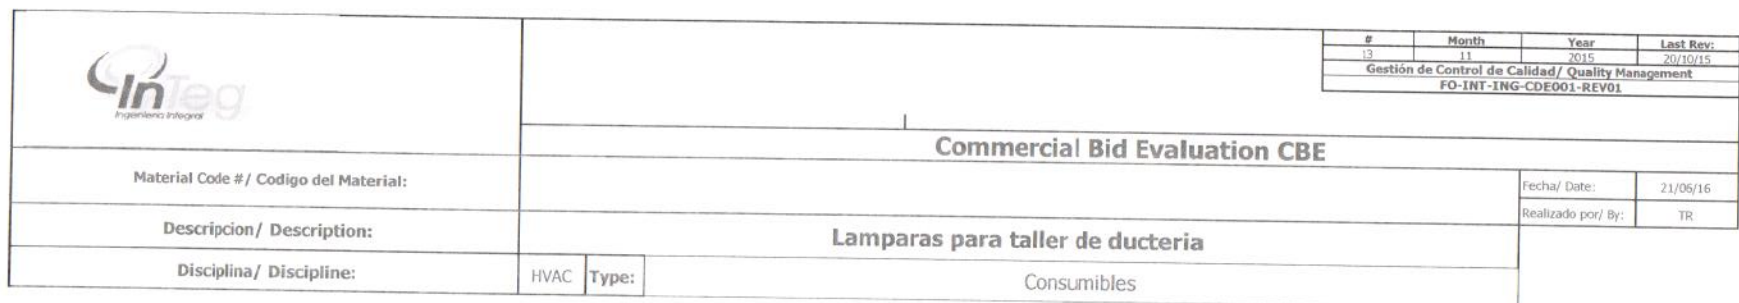 # Month Year Last Rev:
13 11 2015 20/10/15
Gestión de Control de Calidad/ Quality Management
FO-INT-ING-CDE001-REV01
InTeg
Ingenieria Integral
Commercial Bid Evaluation CBE
Material Code #/ Codigo del Material:
Fecha/ Date: 21/06/16
Realizado por/ By: TR
Descripcion/ Description: Lamparas para taller de ducteria
Disciplina/ Discipline: HVAC Type: Consumibles